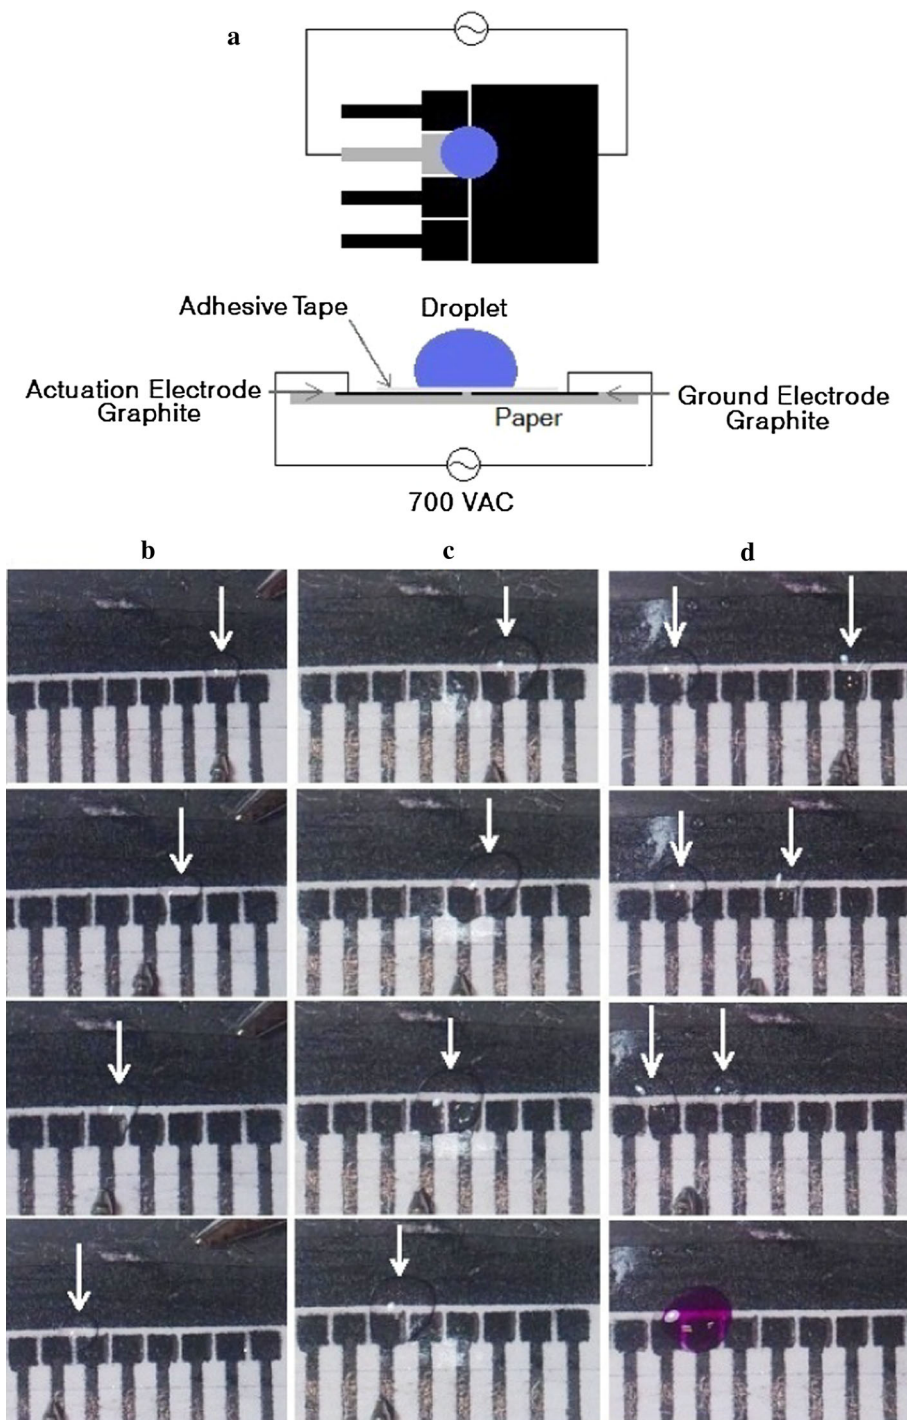 a
Adhesive Tape
Droplet
Actuation Electrode
Graphite
Ground Electrode
Graphite
Paper
700 VAC
b
c
d